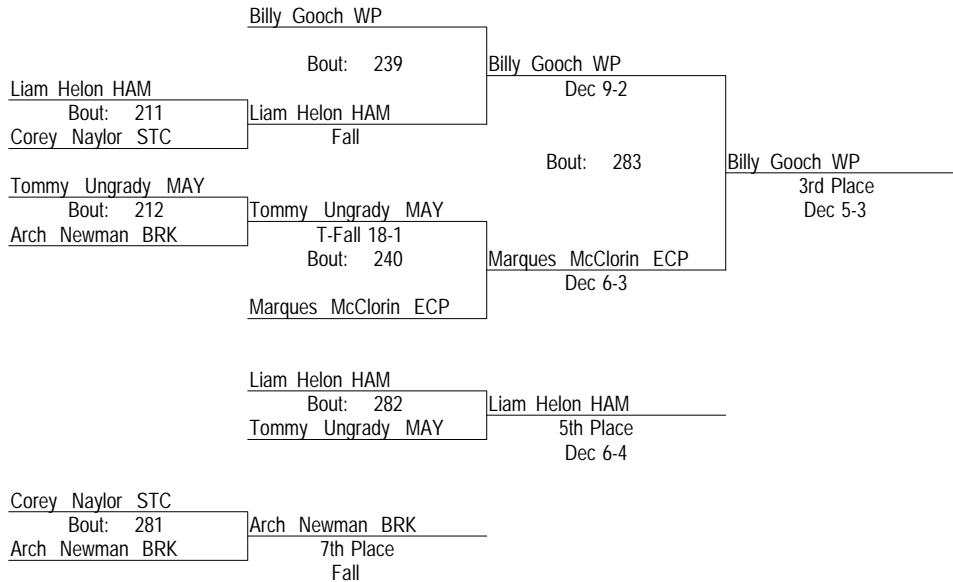 Billy Gooch WP
Bout: 239
Billy Gooch WP
Dec 9-2
Liam Helon HAM
Bout: 211
Corey Naylor STC
Liam Helon HAM
Fall
Bout: 283
Billy Gooch WP
3rd Place
Dec 5-3
Tommy Ungrady MAY
Bout: 212
Arch Newman BRK
Tommy Ungrady MAY
T-Fall 18-1
Bout: 240
Marques McClorin ECP
Dec 6-3
Marques McClorin ECP
Liam Helon HAM
Bout: 282
Tommy Ungrady MAY
Liam Helon HAM
5th Place
Dec 6-4
Corey Naylor STC
Bout: 281
Arch Newman BRK
Arch Newman BRK
7th Place
Fall